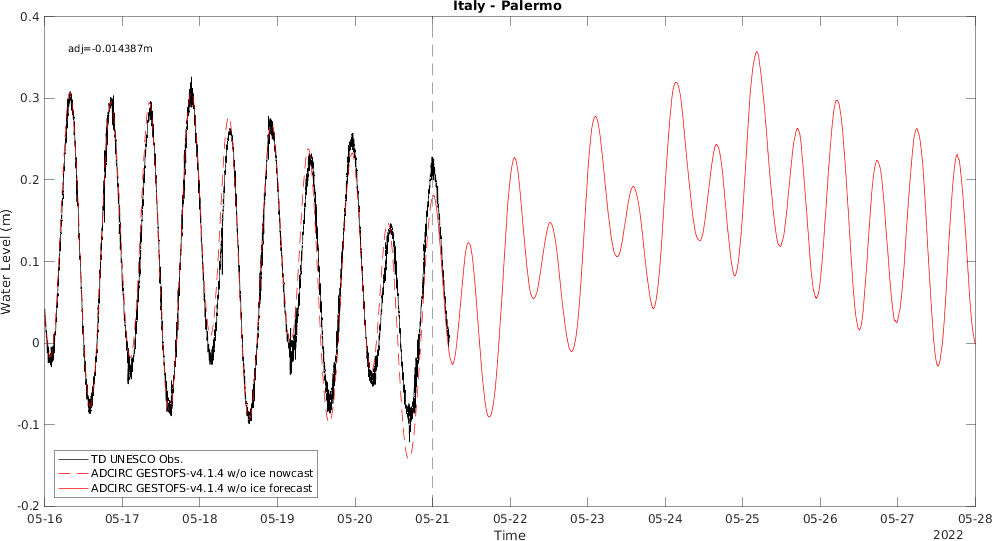 Italy - Palermo
0.4
adj=-0.014387m
0.3
0.2
0.1
0
-0.1
-0.2
Water Level (m)
TD UNESCO Obs.
ADCIRC GESTOFS-v4.1.4 w/o ice nowcast
ADCIRC GESTOFS-v4.1.4 w/o ice forecast
05-16 05-17 05-18 05-19 05-20 05-21 05-22 05-23 05-24 05-25 05-26 05-27 05-28
Time
2022